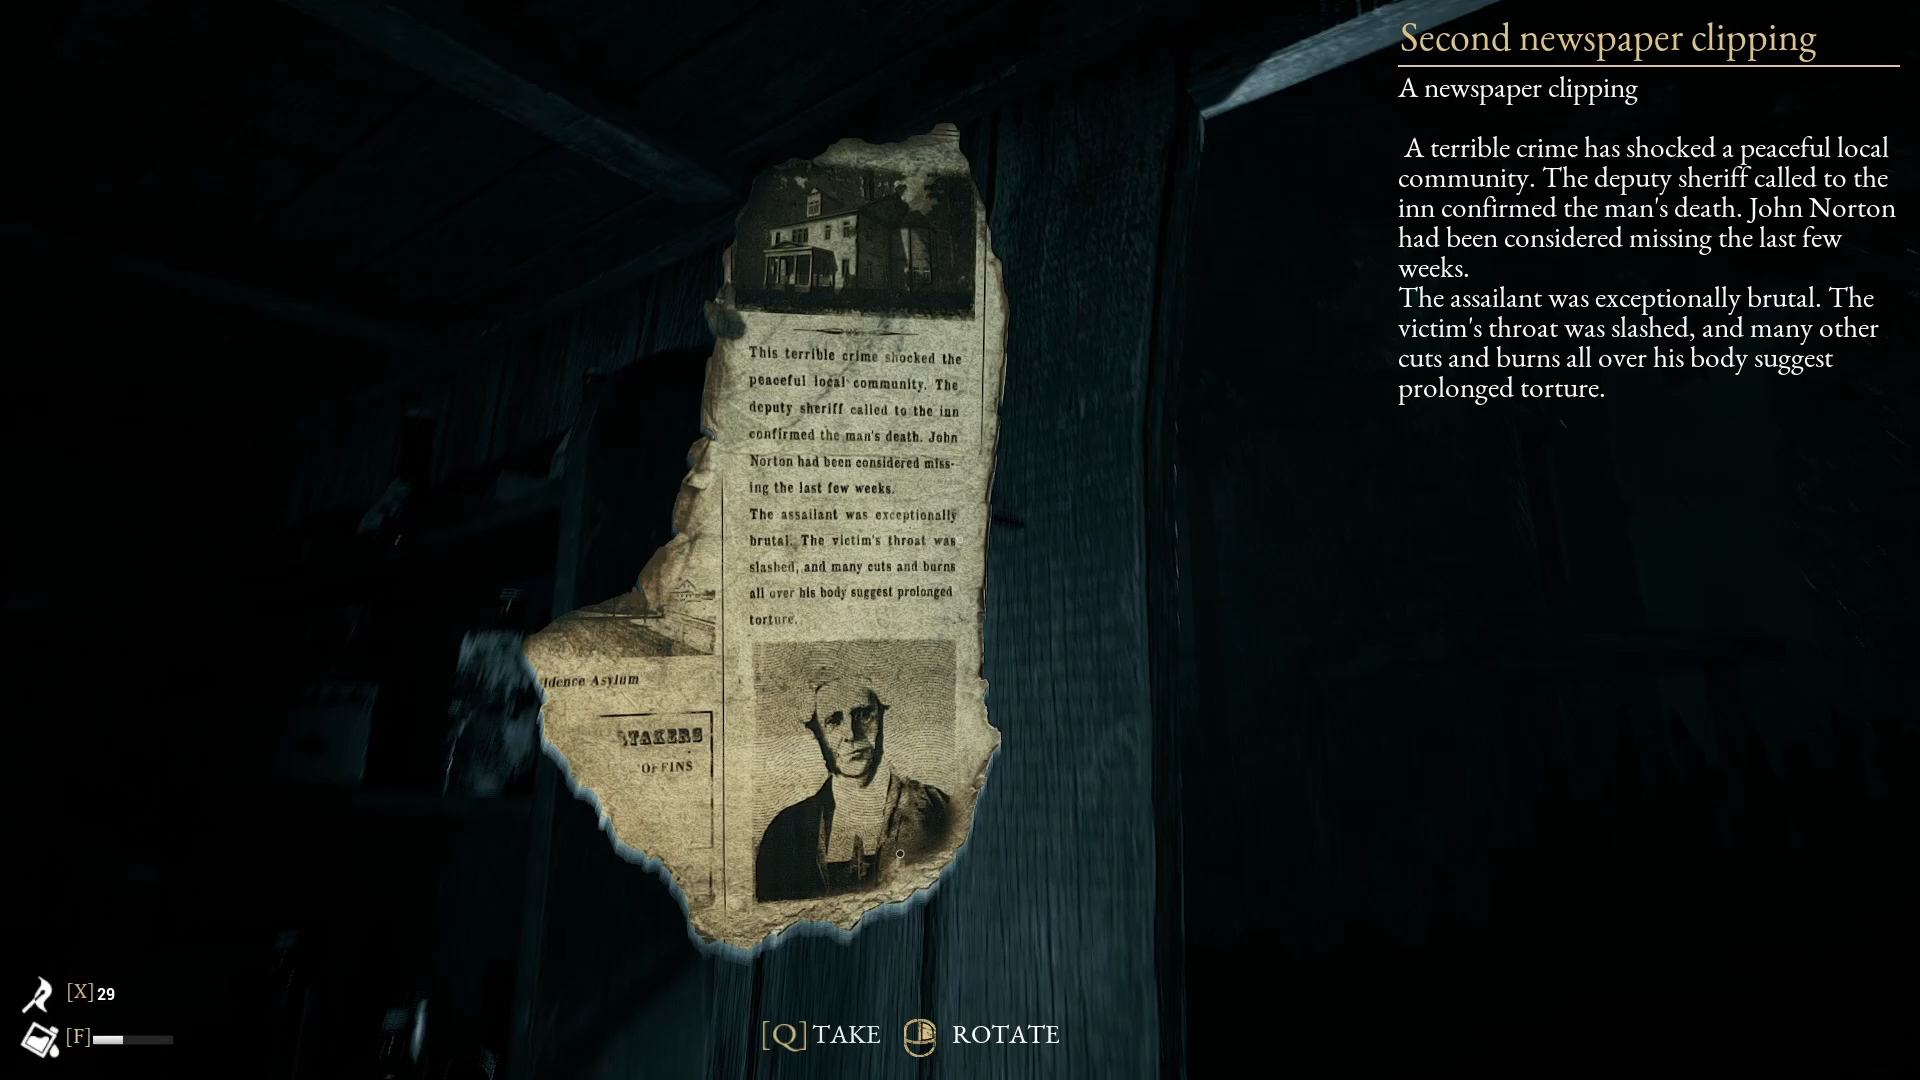 Second newspaper clipping
A newspaper clipping
A terrible crime has shocked a peaceful local
community. The deputy sheriff called to the
inn confirmed the man's death. John Norton
had been considered missing the last few
weeks.
The assailant was exceptionally brutal. The
victim's throat was slashed, and many other
cuts and burns all over his body suggest
prolonged torture.
This terrible crime shocked the
peaceful local community. The
deputy sheriff called to the inn
confirmed the man's death. John
Norton had been considered miss-
ing the last few weeks.
The assailant was exceptionally
brutal. The victim's throat was
slashed, and many cuts and burns
all over his body suggest prolonged
torture.
idence Asylum
TAKERS
OFFINS
[X] 29
[F]
[Q] TAKE ROTATE